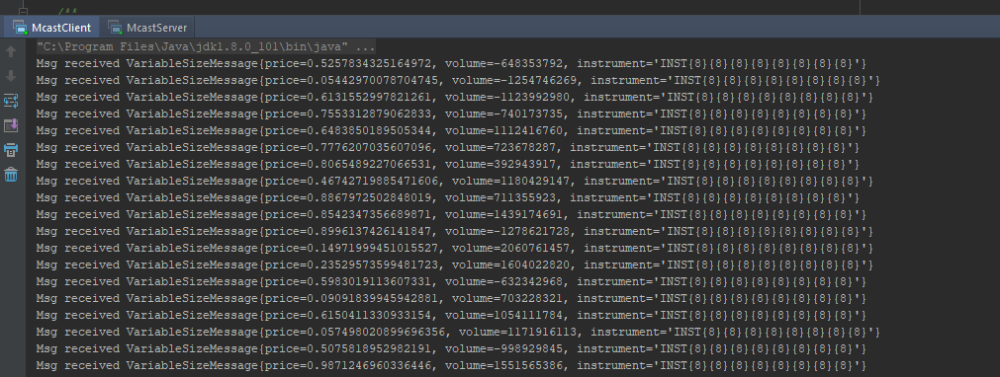 /**
McastClient McastServer
"C:\Program Files\Java\jdk1.8.0_101\bin\java" ...
Msg received VariableSizeMessage{price=0.5257834325164972, volume=-648353792, instrument='INST{8}{8}{8}{8}{8}{8}{8}{8}'}
Msg received VariableSizeMessage{price=0.05442970078704745, volume=-1254746269, instrument='INST{8}{8}{8}{8}{8}{8}{8}{8}'}
Msg received VariableSizeMessage{price=0.6131552997821261, volume=-1123992980, instrument='INST{8}{8}{8}{8}{8}{8}{8}{8}'}
Msg received VariableSizeMessage{price=0.7553312879062833, volume=-740173735, instrument='INST{8}{8}{8}{8}{8}{8}{8}{8}'}
Msg received VariableSizeMessage{price=0.6483850189505344, volume=1112416760, instrument='INST{8}{8}{8}{8}{8}{8}{8}{8}'}
Msg received VariableSizeMessage{price=0.7776207035607096, volume=723678287, instrument='INST{8}{8}{8}{8}{8}{8}{8}{8}'}
Msg received VariableSizeMessage{price=0.8065489227066531, volume=392943917, instrument='INST{8}{8}{8}{8}{8}{8}{8}{8}'}
Msg received VariableSizeMessage{price=0.46742719885471606, volume=1180429147, instrument='INST{8}{8}{8}{8}{8}{8}{8}{8}'}
Msg received VariableSizeMessage{price=0.8867972502848019, volume=711355923, instrument='INST{8}{8}{8}{8}{8}{8}{8}{8}'}
Msg received VariableSizeMessage{price=0.8542347356689871, volume=1439174691, instrument='INST{8}{8}{8}{8}{8}{8}{8}{8}'}
Msg received VariableSizeMessage{price=0.8996137426141847, volume=-1278621728, instrument='INST{8}{8}{8}{8}{8}{8}{8}{8}'}
Msg received VariableSizeMessage{price=0.14971999451015527, volume=2060761457, instrument='INST{8}{8}{8}{8}{8}{8}{8}{8}'}
Msg received VariableSizeMessage{price=0.23529573599481723, volume=1604022820, instrument='INST{8}{8}{8}{8}{8}{8}{8}{8}'}
Msg received VariableSizeMessage{price=0.5983019113607331, volume=-632342968, instrument='INST{8}{8}{8}{8}{8}{8}{8}{8}'}
Msg received VariableSizeMessage{price=0.09091839945942881, volume=703228321, instrument='INST{8}{8}{8}{8}{8}{8}{8}{8}'}
Msg received VariableSizeMessage{price=0.6150411330933154, volume=1054111784, instrument='INST{8}{8}{8}{8}{8}{8}{8}{8}'}
Msg received VariableSizeMessage{price=0.057498020899696356, volume=1171916113, instrument='INST{8}{8}{8}{8}{8}{8}{8}{8}'}
Msg received VariableSizeMessage{price=0.5075818952982191, volume=-998929845, instrument='INST{8}{8}{8}{8}{8}{8}{8}{8}'}
Msg received VariableSizeMessage{price=0.9871246960336446, volume=1551565386, instrument='INST{8}{8}{8}{8}{8}{8}{8}{8}'}